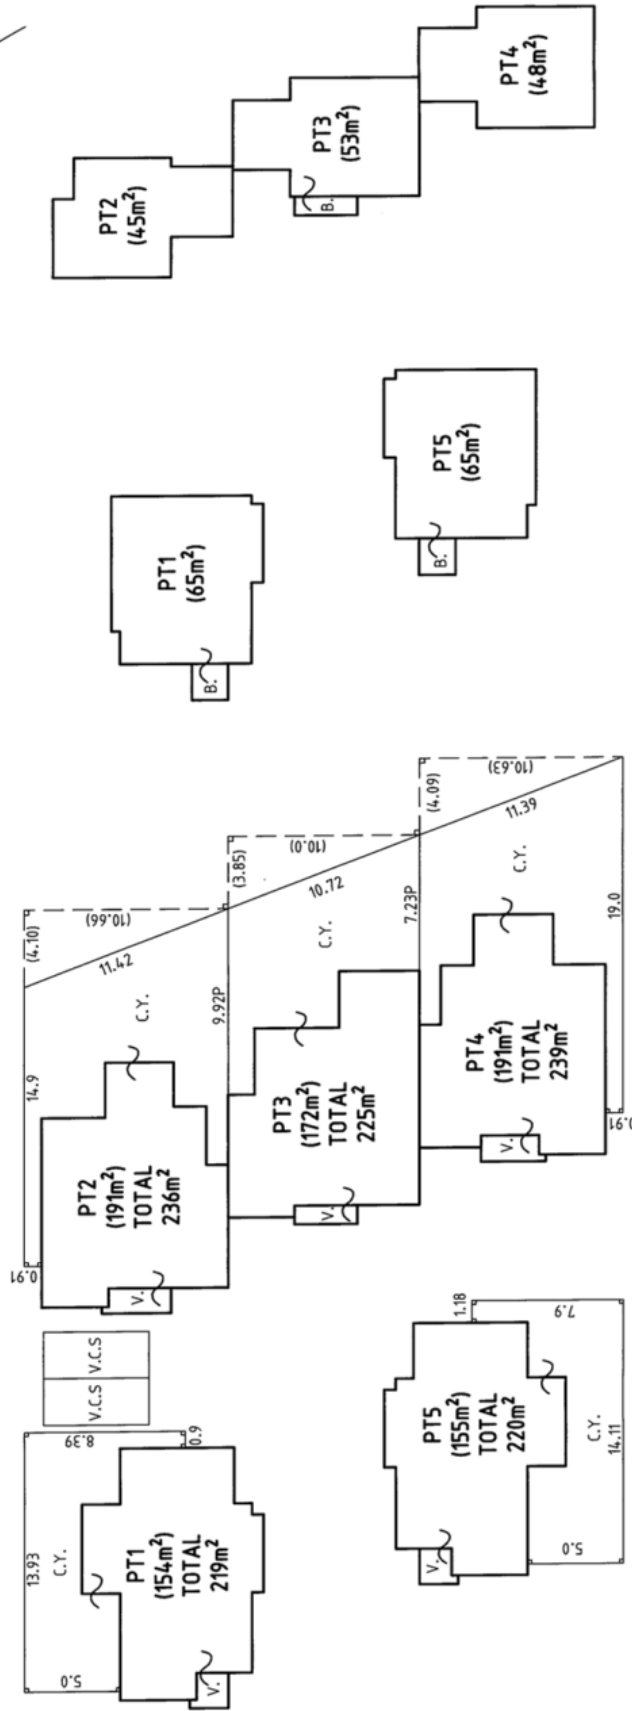 PT4
(48m²)
PT3
(53m²)
B.
PT2
(45m²)
PT5
(65m²)
B.
PT1
(65m²)
B.
(4.10)
(10.66)
11.42
14.9
C.Y.
9.92P
(3.85)
(10.0)
10.72
C.Y.
7.23P
(4.09)
(10.63)
11.39
C.Y.
19.0
PT2
(191m²)
TOTAL
236m²
V.
0.91
PT3
(172m²)
TOTAL
225m²
V.
PT4
(191m²)
TOTAL
239m²
V.
0.91
V.C.S
V.C.S
8.39
0.9
13.93
C.Y.
5.0
PT1
(154m²)
TOTAL
219m²
V.
1.18
7.9
PT5
(155m²)
TOTAL
220m²
V.
C.Y.
14.11
5.0